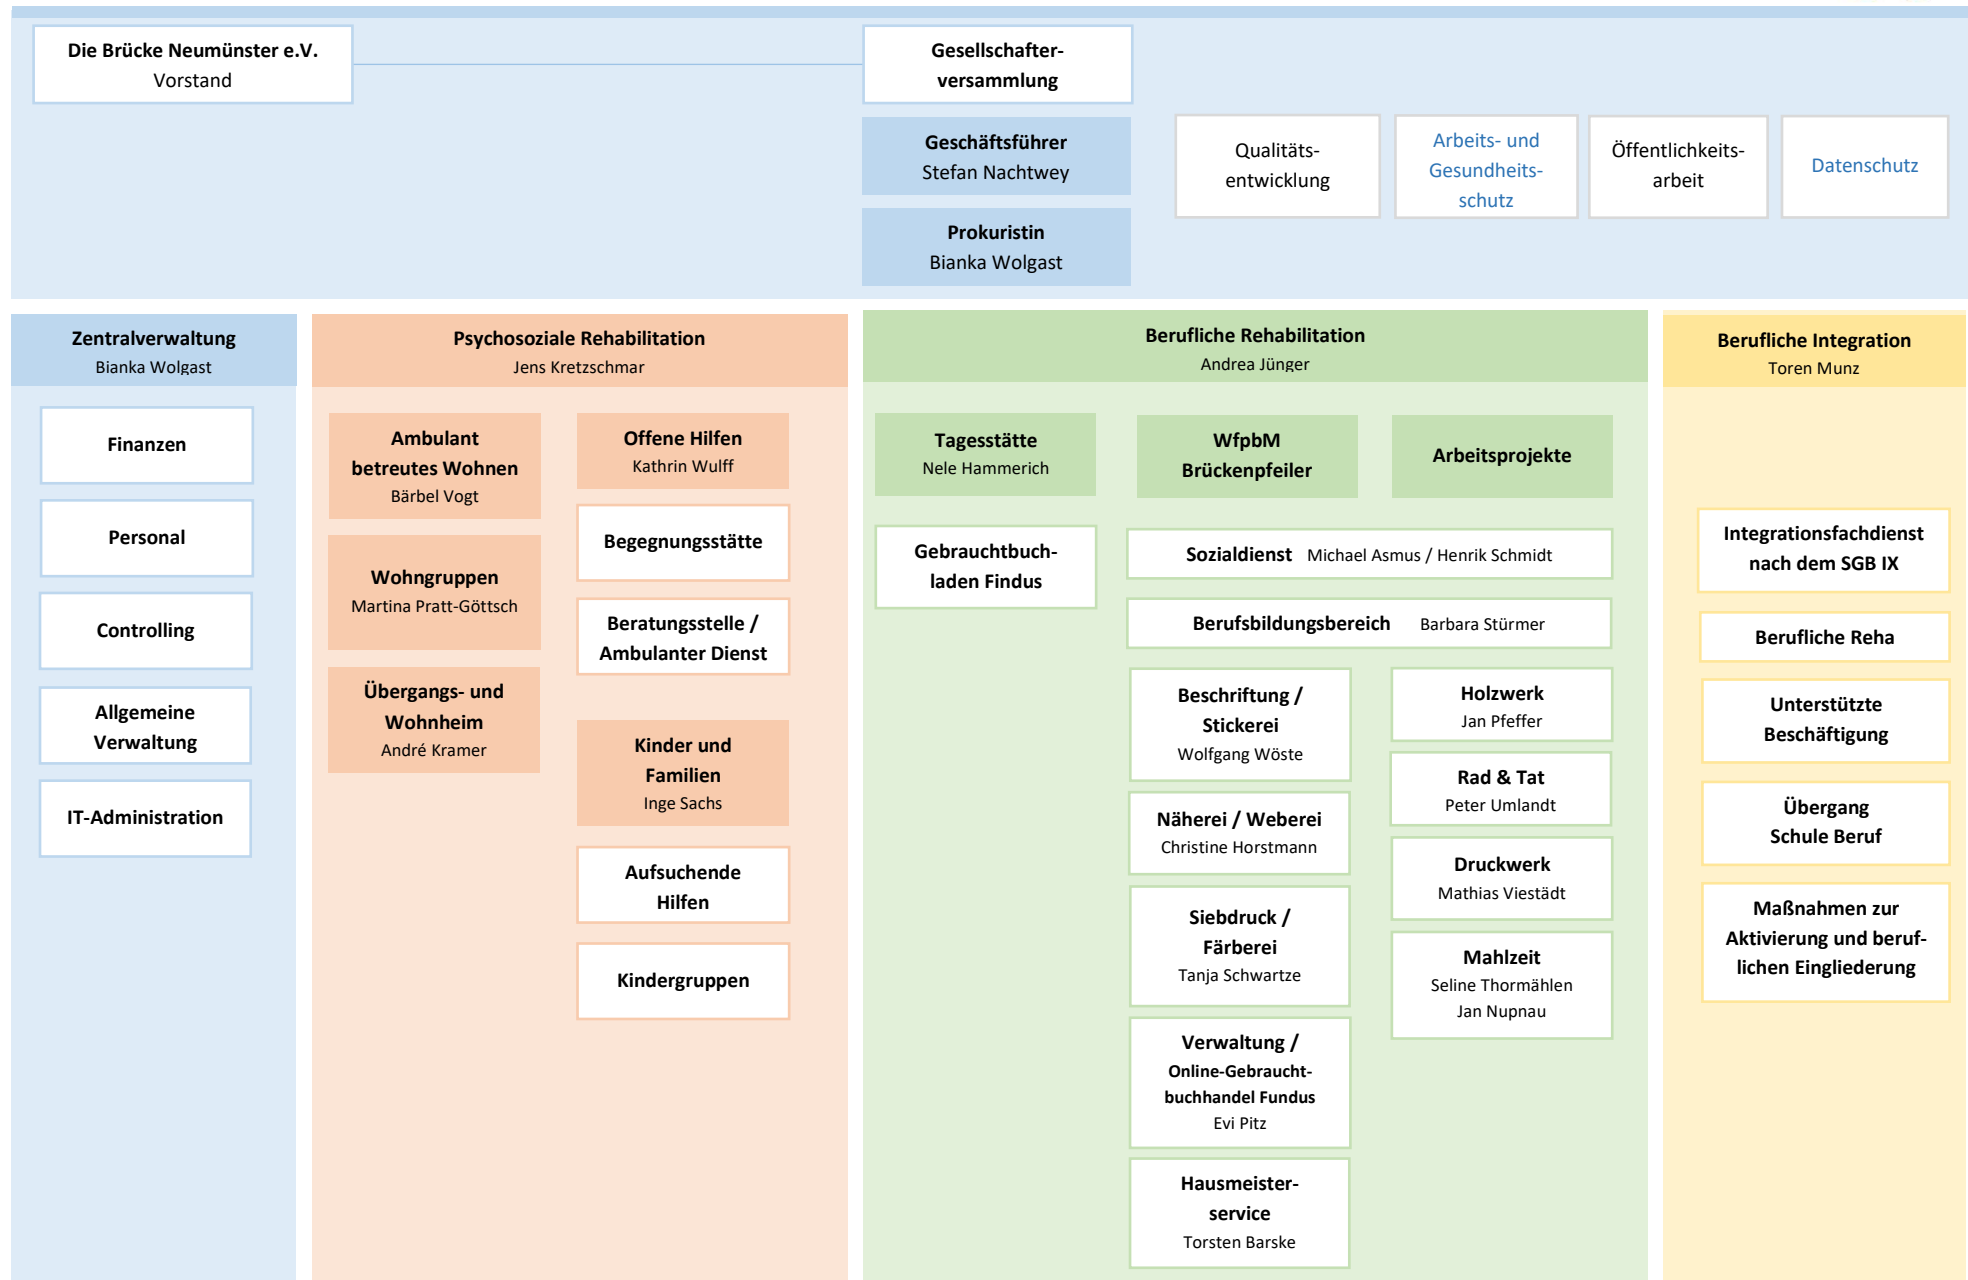 Die Brücke Neumünster e.V.
Vorstand
Gesellschafter-
versammlung
Geschäftsführer
Stefan Nachtwey
Prokuristin
Bianka Wolgast
Qualitäts-
entwicklung
Arbeits- und
Gesundheits-
schutz
Öffentlichkeits-
arbeit
Datenschutz
Zentralverwaltung
Bianka Wolgast
Finanzen
Personal
Controlling
Allgemeine
Verwaltung
IT-Administration
Psychosoziale Rehabilitation
Jens Kretzschmar
Ambulant
betreutes Wohnen
Bärbel Vogt
Wohngruppen
Martina Pratt-Göttsch
Übergangs- und
Wohnheim
André Kramer
Offene Hilfen
Kathrin Wulff
Begegnungsstätte
Beratungsstelle /
Ambulanter Dienst
Kinder und
Familien
Inge Sachs
Aufsuchende
Hilfen
Kindergruppen
Berufliche Rehabilitation
Andrea Jünger
Tagesstätte
Nele Hammerich
Gebrauchtbuch-
laden Findus
WfpbM
Brückenpfeiler
Arbeitsprojekte
Sozialdienst Michael Asmus / Henrik Schmidt
Berufsbildungsbereich Barbara Stürmer
Beschriftung /
Stickerei
Wolfgang Wöste
Näherei / Weberei
Christine Horstmann
Siebdruck /
Färberei
Tanja Schwartze
Verwaltung /
Online-Gebraucht-
buchhandel Fundus
Evi Pitz
Hausmeister-
service
Torsten Barske
Holzwerk
Jan Pfeffer
Rad & Tat
Peter Umlandt
Druckwerk
Mathias Viestädt
Mahlzeit
Seline Thormählen
Jan Nupnau
Berufliche Integration
Toren Munz
Integrationsfachdienst
nach dem SGB IX
Berufliche Reha
Unterstützte
Beschäftigung
Übergang
Schule Beruf
Maßnahmen zur
Aktivierung und beruf-
lichen Eingliederung